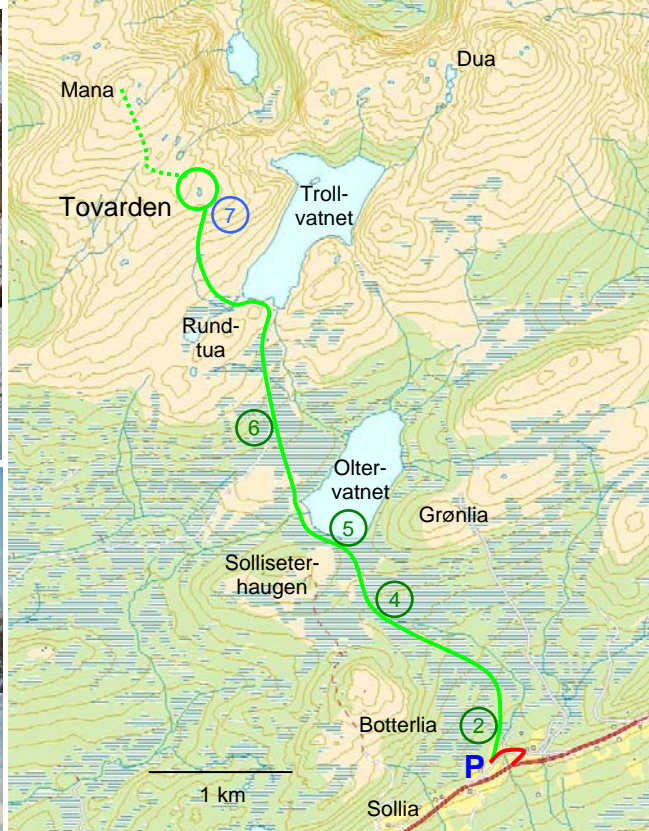 Dua
Mana
Troll-
vatnet
Tovarden
7
Rund-
tua
6
Olter-
vatnet
Grønlia
5
Solliseter-
haugen
4
Botterlia
2
P
1 km
Sollia